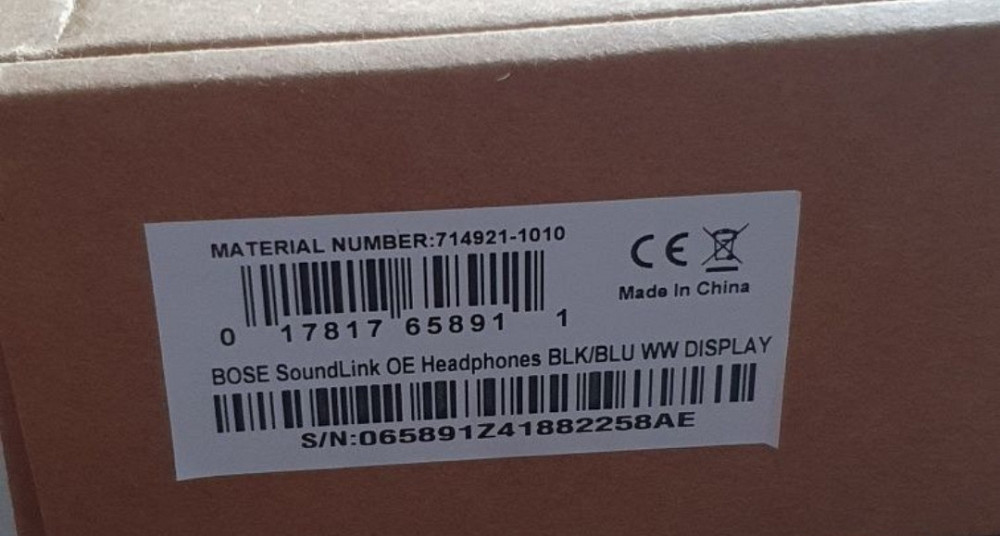 MATERIAL NUMBER:714921-1010
CE
Made In China
0 17817 65891 1
BOSE SoundLink OE Headphones BLK/BLU WW DISPLAY
S/N:065891Z41882258AE